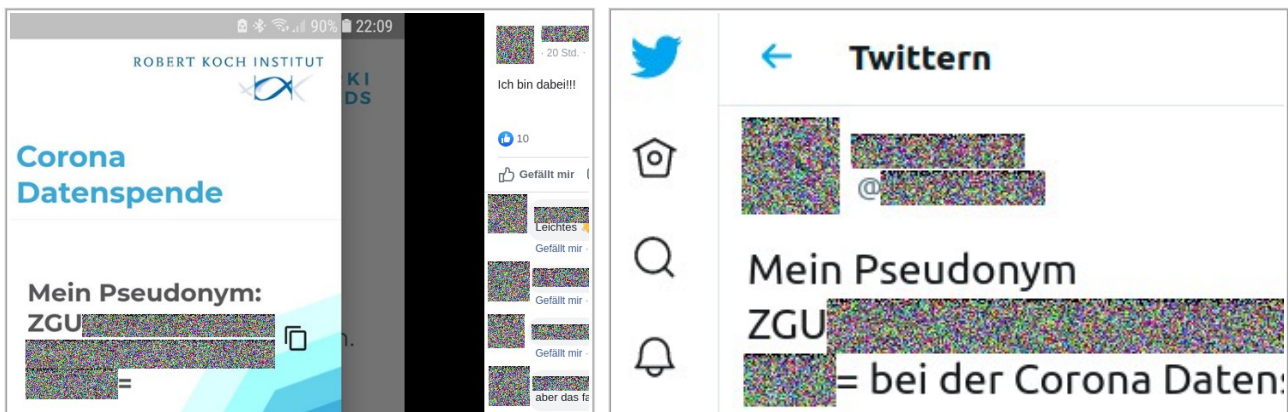 90% 22:09
ROBERT KOCH INSTITUT
KI
DS
Corona
Datenspende
Mein Pseudonym:
ZGU
=
n.
· 20 Std. ·
Ich bin dabei!!!
10
Gefällt mir
Leichtes
Gefällt mir ·
Gefällt mir ·
Gefällt mir ·
aber das fa
Twittern
@
Mein Pseudonym
ZGU
= bei der Corona Daten